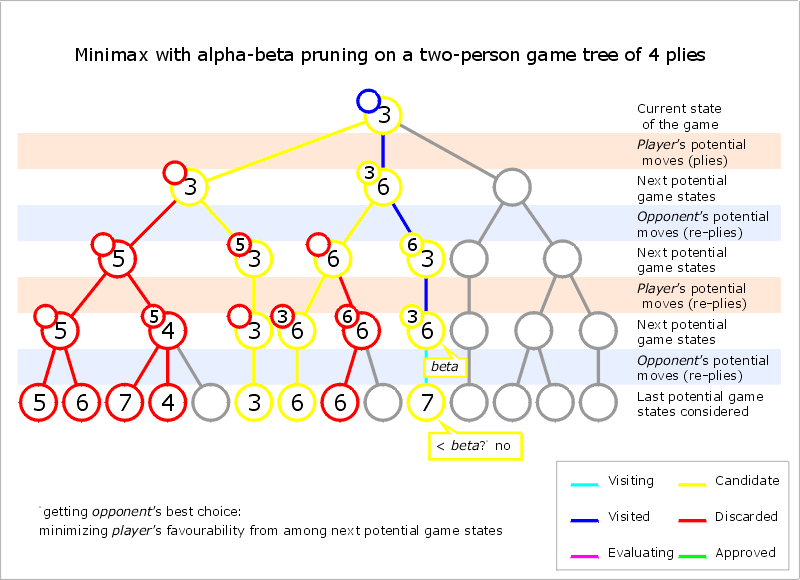 Minimax with alpha-beta pruning on a two-person game tree of 4 plies
3
Current state
of the game
Player's potential
moves (plies)
3
3 6
Next potential
game states
Opponent's potential
moves (re-plies)
5
5 3
6
6 3
Next potential
game states
Player's potential
moves (re-plies)
5
5 4
3
3 6
6 6
3 6
Next potential
game states
beta
Opponent's potential
moves (re-plies)
5 6 7 4 3 6 6 7
Last potential game
states considered
< beta?* no
*getting opponent's best choice:
minimizing player's favourability from among next potential game states
Visiting Candidate
Visited Discarded
Evaluating Approved